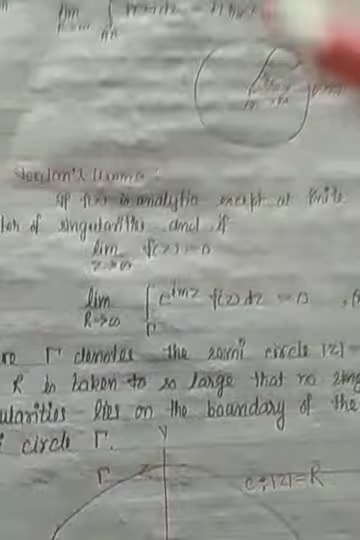 lim
Jordan's Lemma:
If f(z) is analytic except at finite
of singularities and if
lim f(z) = 0
z→∞
lim ∫ e^imz f(z) dz = 0
R→∞ Γ
re Γ denotes the semi circle |z| =
R is taken to so large that no sing
ularities lies on the boundary of the
i circle Γ.
Y
Γ
c: |z| = R